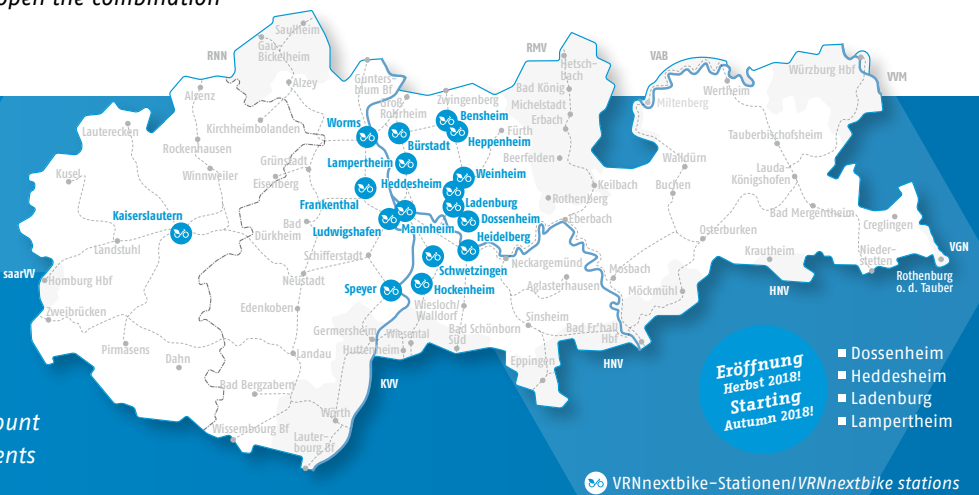 open the combination
Saulheim
Gau-
Bickelheim
RNN
RMV
VAB
VVM
Hetsch-
bach
Würzburg Hbf
Alzey
Gunters-
blum Bf
Bad König
Wertheim
Alzenz
Groß
Rohrheim
Zwingenberg
Michelstadt
Miltenberg
Lauterecken
Kirchheimbolanden
Worms
Bensheim
Erbach
Tauberbischofsheim
Rockenhausen
Bürstadt
Heppenheim
Fürth
Kusel
Winnweiler
Grünstadt
Lampertheim
Beerfelden
Walldürn
Lauda-
Königshofen
Eisenberg
Heddesheim
Weinheim
Keilbach
Buchen
Frankenthal
Ladenburg
Rothenberg
Bad Mergentheim
Kaiserslautern
Bad
Dürkheim
Ludwigshafen
Mannheim
Dossenheim
Eberbach
Creglingen
Landstuhl
Heidelberg
Osterburken
Schifferstadt
Neckargemünd
Krautheim
Nieder-
stetten
VGN
saarVV
Homburg Hbf
Neustadt
Schwetzingen
Mosbach
Rothenburg
o. d. Tauber
Speyer
Hockenheim
Aglasterhausen
Möckmühl
HNV
Zweibrücken
Edenkoben
Wiesloch/
Walldorf
Sinsheim
Germersheim
Wiesental
Bad Schönborn
Süd
Bad Fr'hall
Hbf
Pirmasens
Huttenheim
Dahn
Landau
Eppingen
HNV
KVV
Bad Bergzabern
Wörth
Wissembourg Bf
Lauter-
bourg Bf
Eröffnung
Herbst 2018!
Starting
Autumn 2018!
Dossenheim
Heddesheim
Ladenburg
Lampertheim
ount
ents
VRNnextbike-Stationen/VRNnextbike stations